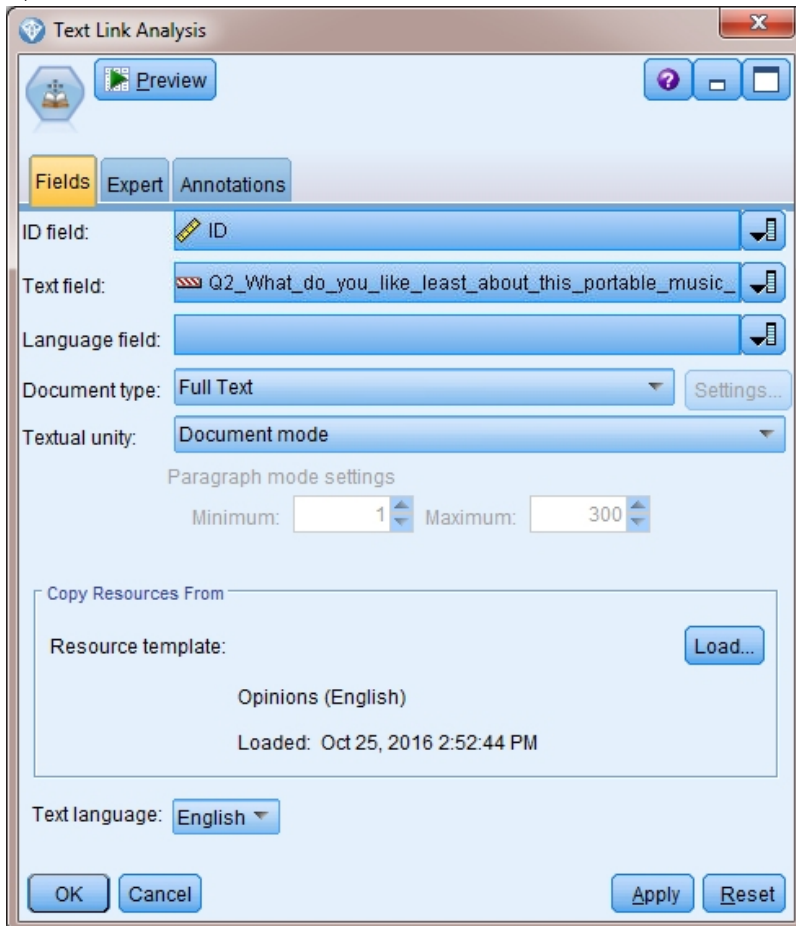 Text Link Analysis
Preview
Fields Expert Annotations
ID field: ID
Text field: Q2_What_do_you_like_least_about_this_portable_music_
Language field:
Document type: Full Text Settings...
Textual unity: Document mode
Paragraph mode settings
Minimum: 1 Maximum: 300
Copy Resources From
Resource template: Load...
Opinions (English)
Loaded: Oct 25, 2016 2:52:44 PM
Text language: English
OK Cancel Apply Reset